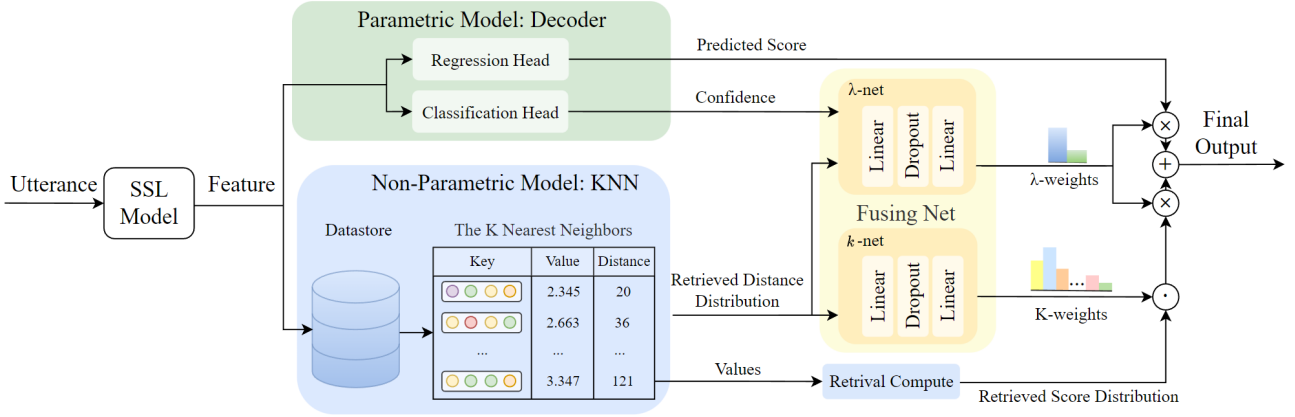 Parametric Model: Decoder
Regression Head
Classification Head
Predicted Score
Confidence
Utterance
SSL
Model
Feature
Non-Parametric Model: KNN
Datastore
The K Nearest Neighbors
Key Value Distance
2.345 20
2.663 36
... ... ...
3.347 121
Retrieved Distance
Distribution
Values
λ-net
Linear
Dropout
Linear
Fusing Net
k-net
Linear
Dropout
Linear
Retrival Compute
λ-weights
...
K-weights
Retrieved Score Distribution
×
+
×
·
Final
Output